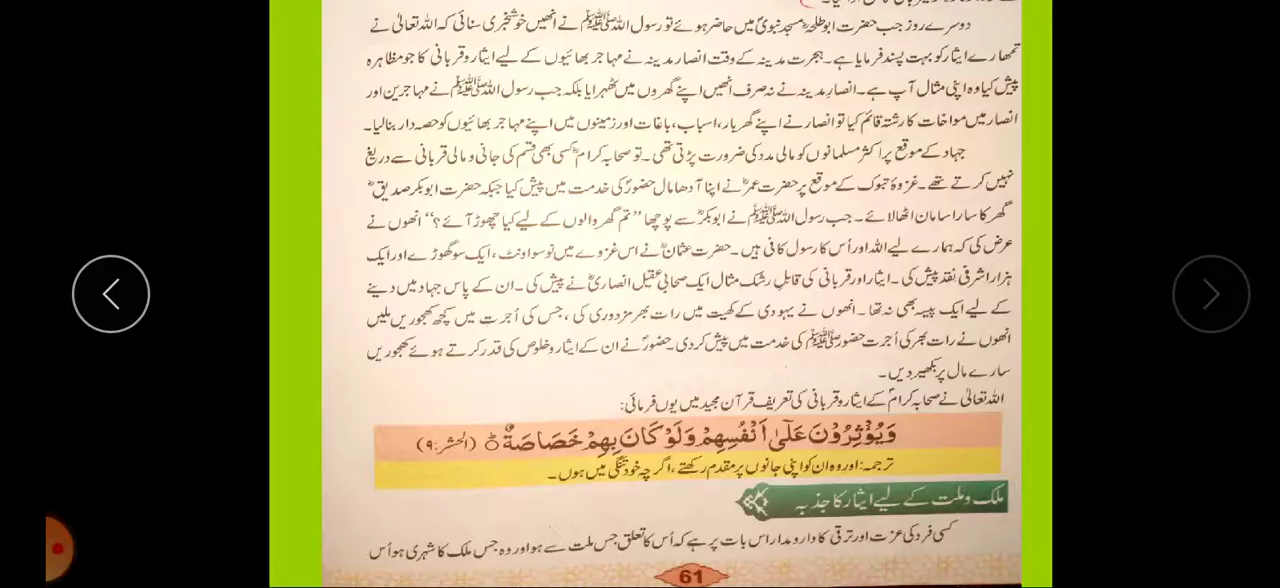 دوسرے روز جب حضرت ابو طلحہؓ مسجد نبویؐ میں حاضر ہوئے تو رسول اللہ ﷺ نے انھیں خوشخبری سنائی کہ اللہ تعالیٰ نے
تمھارے ایثار کو بہت پسند فرمایا ہے۔ ہجرت مدینہ کے وقت انصار مدینہ نے مہاجر بھائیوں کے لیے ایثار و قربانی کا جو مظاہرہ
پیش کیا وہ اپنی مثال آپ ہے۔ انصارِ مدینہ نے نہ صرف انھیں اپنے گھروں میں ٹھہرایا بلکہ جب رسول اللہ ﷺ نے مہاجرین اور
انصار میں مواخات کا رشتہ قائم کیا تو انصار نے اپنے گھر بار، اسباب، باغات اور زمینوں میں اپنے مہاجر بھائیوں کو حصہ دار بنا لیا۔
جہاد کے موقع پر اکثر مسلمانوں کو مالی مدد کی ضرورت پڑتی تھی۔ تو صحابہ کرامؓ کسی بھی قسم کی جانی و مالی قربانی سے دریغ
نہیں کرتے تھے۔ غزوۂ تبوک کے موقع پر حضرت عمرؓ نے اپنا آدھا مال حضورؐ کی خدمت میں پیش کیا جبکہ حضرت ابوبکر صدیقؓ
گھر کا سارا سامان اٹھا لائے۔ جب رسول اللہ ﷺ نے ابوبکرؓ سے پوچھا ”تم گھر والوں کے لیے کیا چھوڑ آئے؟“ انھوں نے
عرض کی کہ ہمارے لیے اللہ اور اُس کا رسول کافی ہیں۔ حضرت عثمانؓ نے اس غزوے میں نو سو اونٹ، ایک سو گھوڑے اور ایک
ہزار اشرفی نقد پیش کی۔ ایثار اور قربانی کی قابلِ رشک مثال ایک صحابی عقیل انصاریؓ نے پیش کی۔ ان کے پاس جہاد میں دینے
کے لیے ایک پیسہ بھی نہ تھا۔ انھوں نے یہودی کے کھیت میں رات بھر مزدوری کی، جس کی اُجرت میں کچھ کھجوریں ملیں
انھوں نے رات بھر کی اُجرت حضور ﷺ کی خدمت میں پیش کر دی۔ حضورؐ نے ان کے ایثار و خلوص کی قدر کرتے ہوئے کھجوریں
سارے مال پر بکھیر دیں۔
اللہ تعالیٰ نے صحابہ کرامؓ کے ایثار و قربانی کی تعریف قرآن مجید میں یوں فرمائی:
وَيُؤْثِرُوْنَ عَلٰٓى اَنْفُسِهِمْ وَلَوْ كَانَ بِهِمْ خَصَاصَةٌ ۟ؕ (الحشر:۹)
ترجمہ: اور وہ ان کو اپنی جانوں پر مقدم رکھتے، اگرچہ خود تنگی میں ہوں۔
ملک و ملت کے لیے ایثار کا جذبہ
کسی فرد کی عزت اور ترقی کا دار و مدار اس بات پر ہے کہ اُس کا تعلق جس ملت سے ہو اور وہ جس ملک کا شہری ہو اُس
61